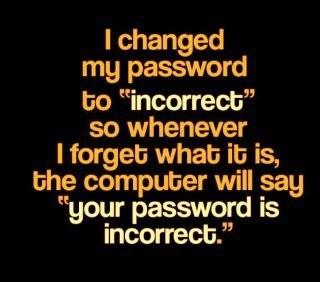 I changed
my password
to “incorrect”
so whenever
I forget what it is,
the computer will say
“your password is
incorrect.”